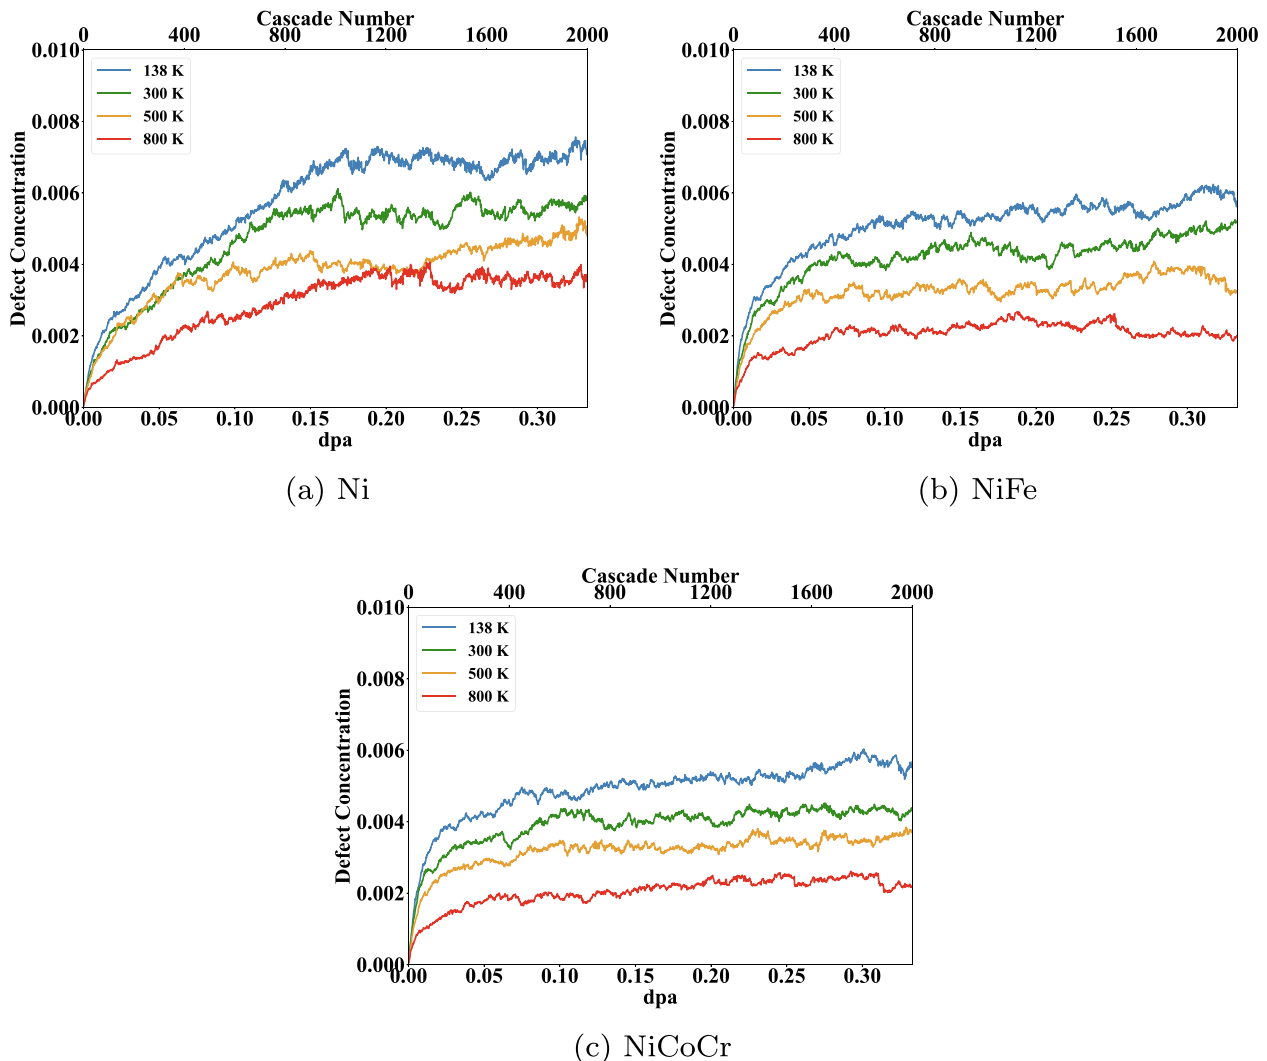 Cascade Number
0 400 800 1200 1600 2000
0.010
0.008
0.006
0.004
0.002
0.000
Defect Concentration
138 K
300 K
500 K
800 K
0.00 0.05 0.10 0.15 0.20 0.25 0.30
dpa
(a) Ni
Cascade Number
0 400 800 1200 1600 2000
0.010
0.008
0.006
0.004
0.002
0.000
Defect Concentration
138 K
300 K
500 K
800 K
0.00 0.05 0.10 0.15 0.20 0.25 0.30
dpa
(b) NiFe
Cascade Number
0 400 800 1200 1600 2000
0.010
0.008
0.006
0.004
0.002
0.000
Defect Concentration
138 K
300 K
500 K
800 K
0.00 0.05 0.10 0.15 0.20 0.25 0.30
dpa
(c) NiCoCr